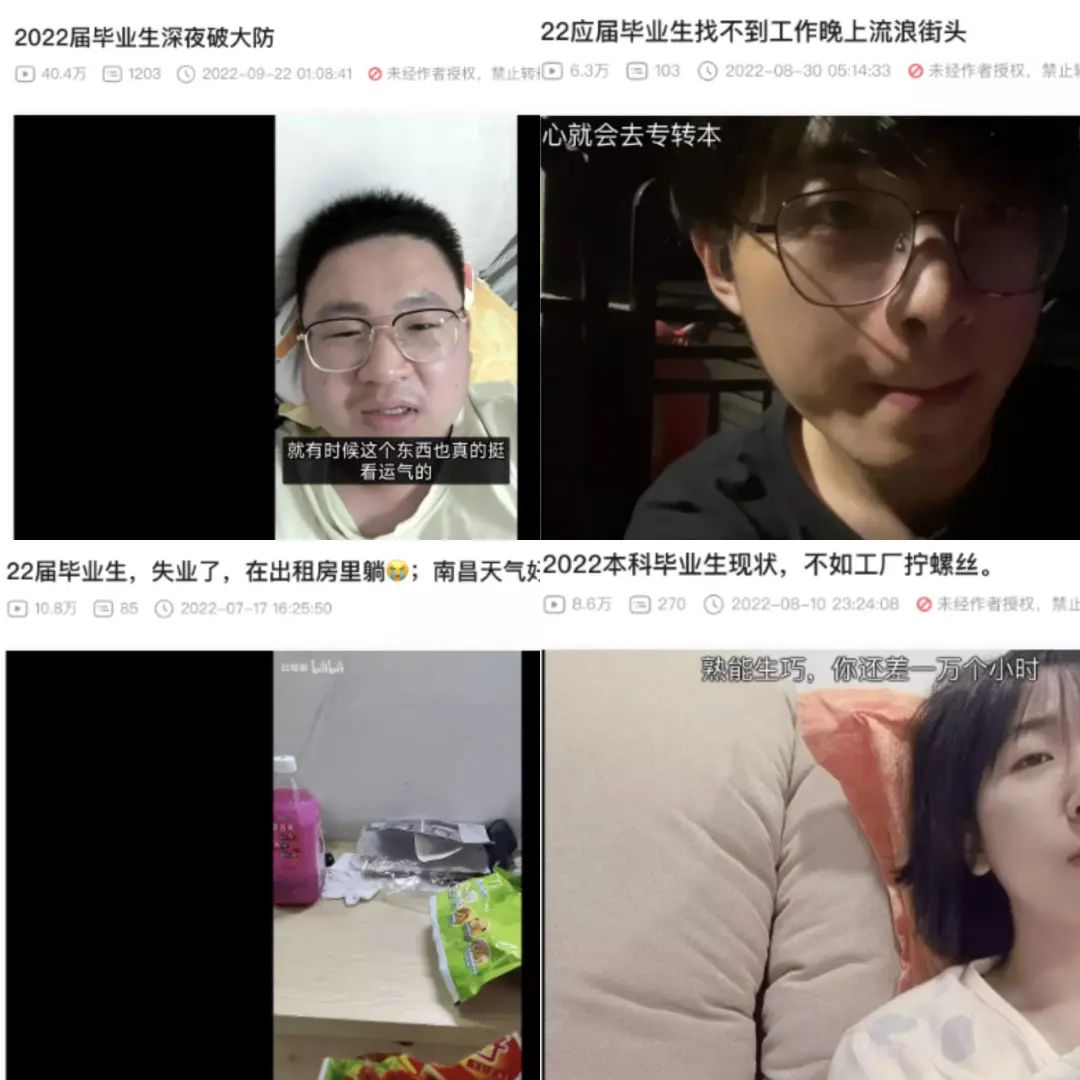 2022届毕业生深夜破大防
40.4万 1203 2022-09-22 01:08:41 未经作者授权，禁止转
就有时候这个东西也真的挺
看运气的
22应届毕业生找不到工作晚上流浪街头
6.3万 103 2022-08-30 05:14:33 未经作者授权，禁止转
心就会去专转本
22届毕业生，失业了，在出租房里躺😭；南昌天气好
10.8万 85 2022-07-17 16:25:50
bilibili
2022本科毕业生现状，不如工厂拧螺丝。
8.6万 270 2022-08-10 23:24:08 未经作者授权，禁止
熟能生巧，你还差一万个小时